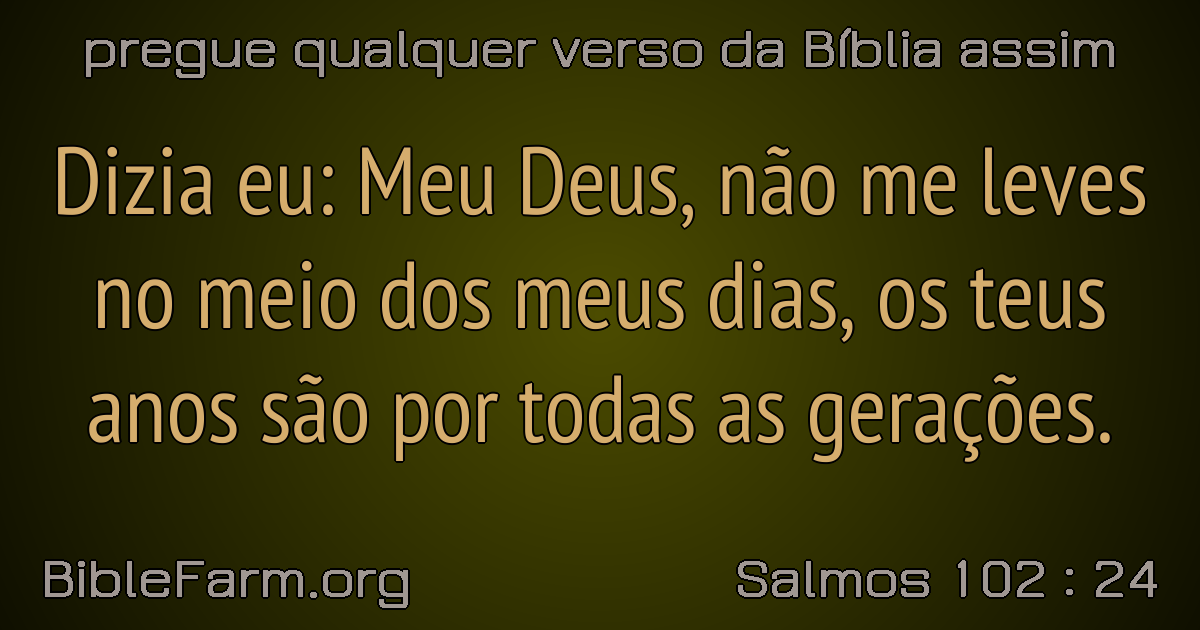 pregue qualquer verso da Bíblia assim
Dizia eu: Meu Deus, não me leves
no meio dos meus dias, os teus
anos são por todas as gerações.
BibleFarm.org
Salmos 102 : 24